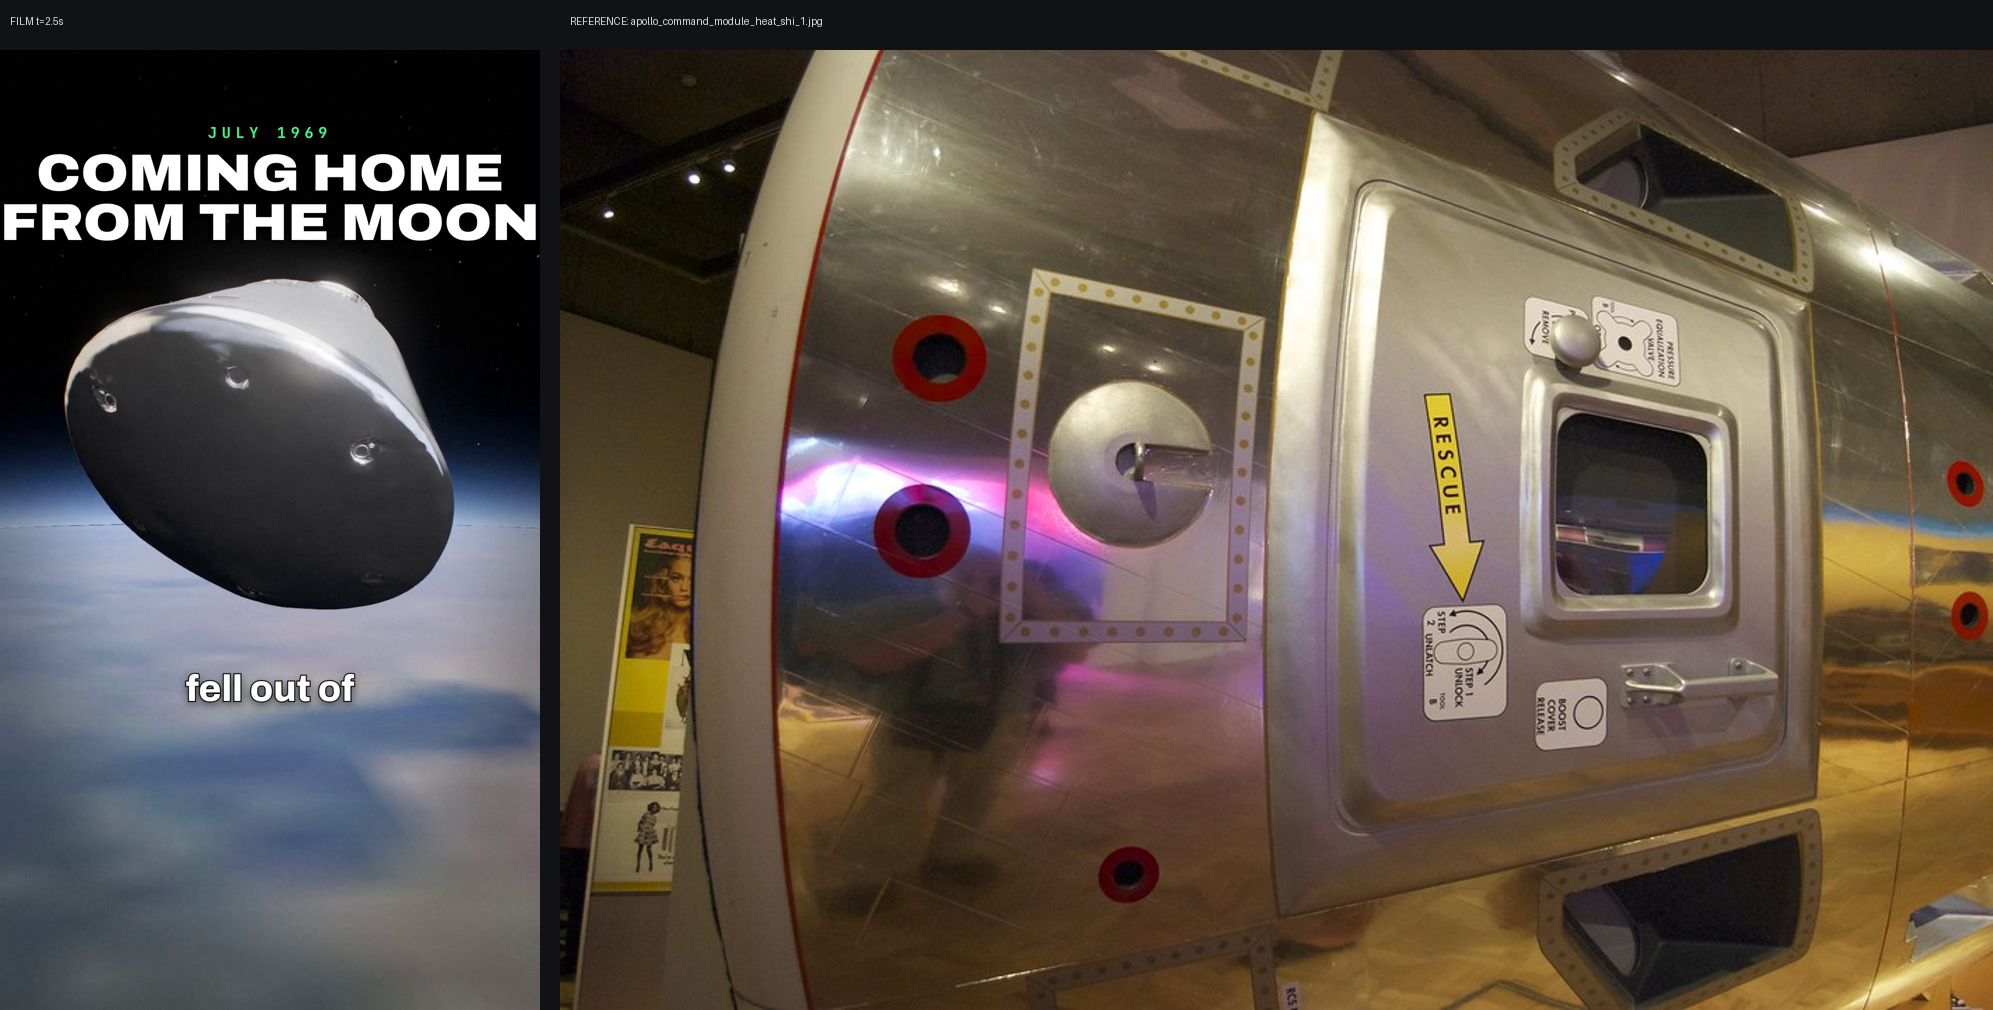 FILM t=2.5s
REFERENCE: apollo_command_module_heat_shi_1.jpg
JULY 1969
COMING HOME
FROM THE MOON
fell out of
REMOVE
PRESSURE
EQUALIZATION
VALVE
RESCUE
STEP 2 UNLATCH
STEP 1 UNLOCK
TOOL B
BOOST
COVER
RELEASE
RCS